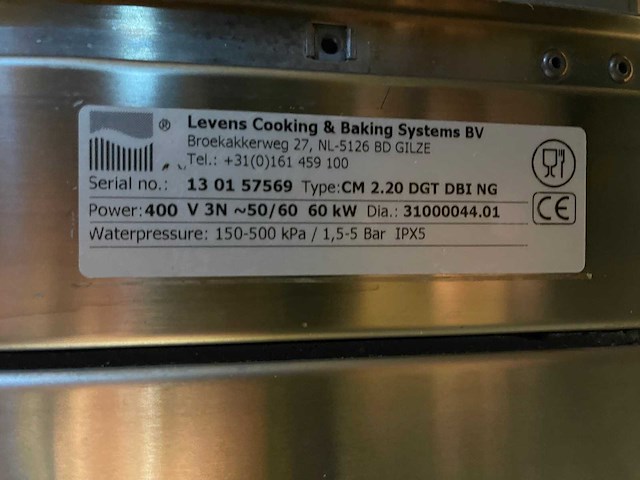 ® Levens Cooking & Baking Systems BV
Broekakkerweg 27, NL-5126 BD GILZE
Tel.: +31(0)161 459 100
Serial no.: 13 01 57569 Type:CM 2.20 DGT DBI NG
Power:400 V 3N ~50/60 60 kW Dia.: 31000044.01
Waterpressure: 150-500 kPa / 1,5-5 Bar IPX5
CE